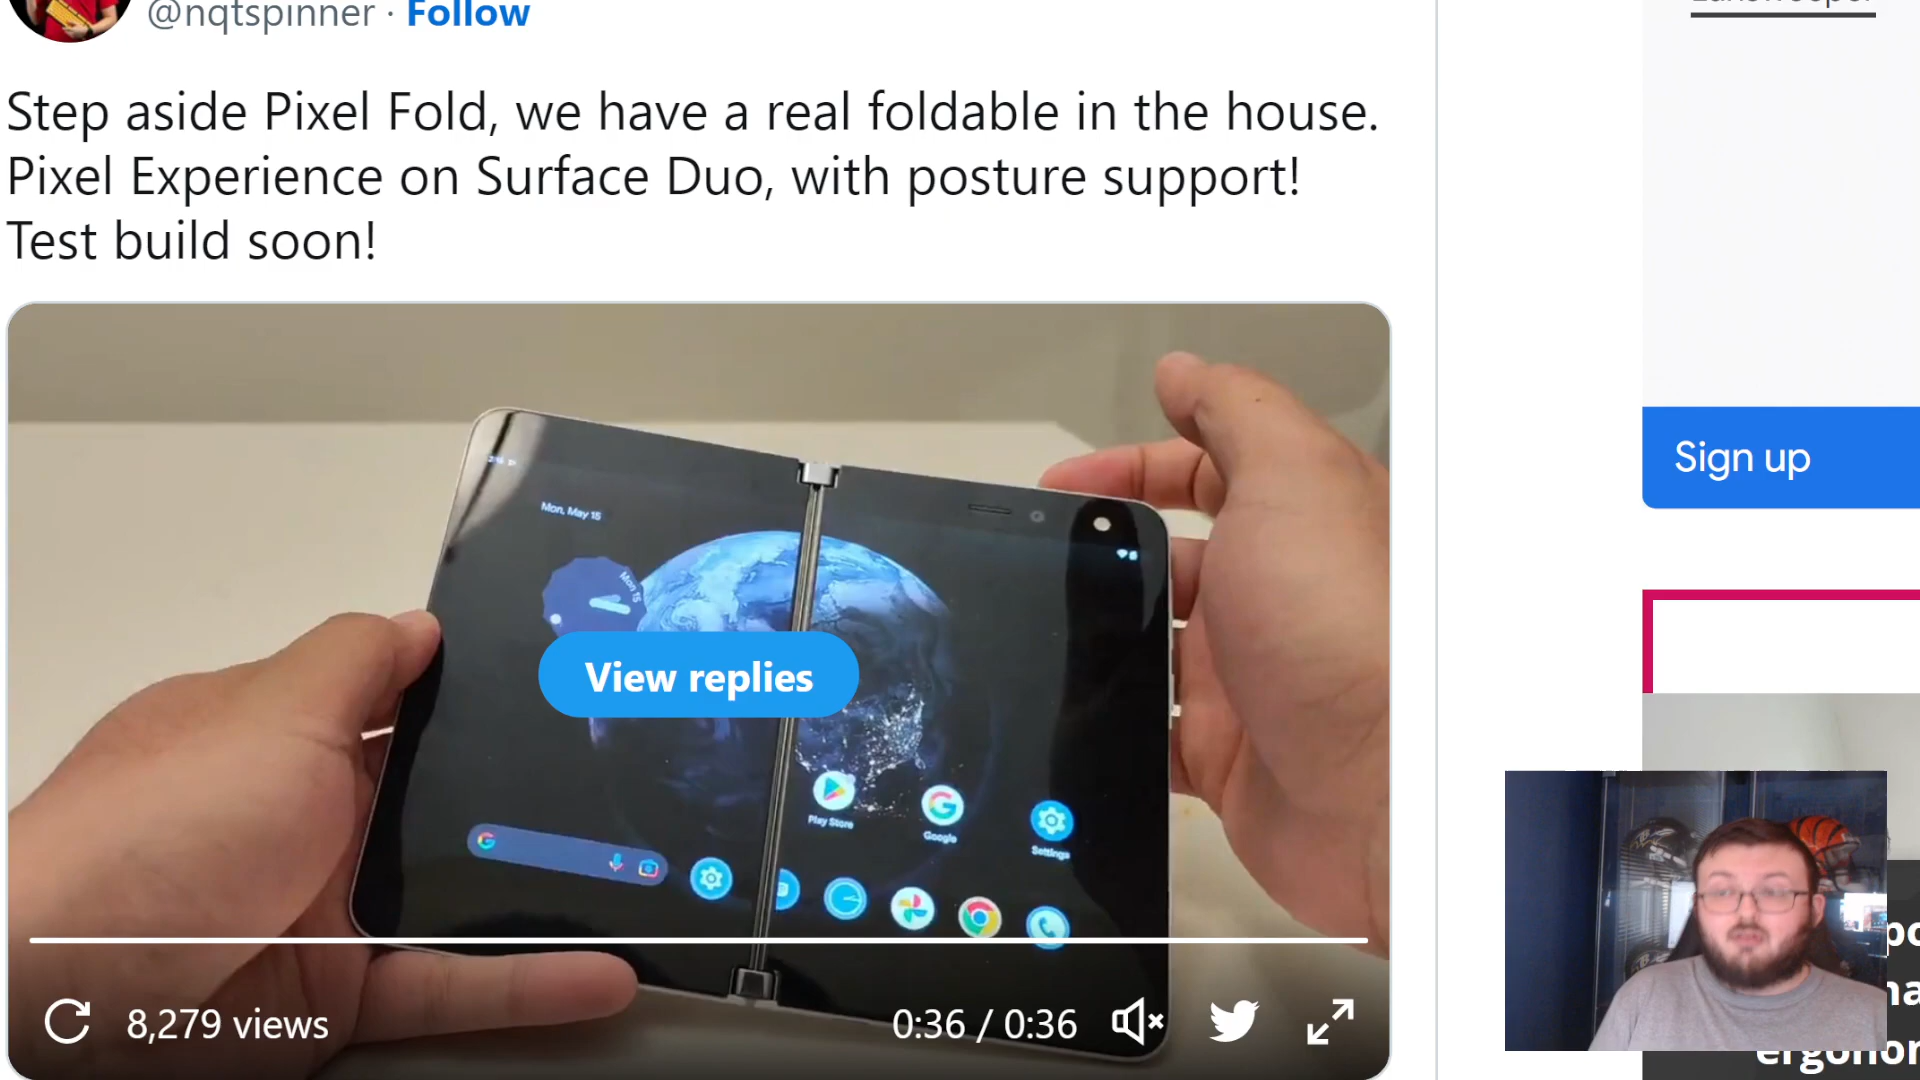 @nqtspinner · Follow
Step aside Pixel Fold, we have a real foldable in the house.
Pixel Experience on Surface Duo, with posture support!
Test build soon!
Mon, May 15
Mon 15
View replies
Play Store
Google
Settings
8,279 views
0:36 / 0:36
Sign up